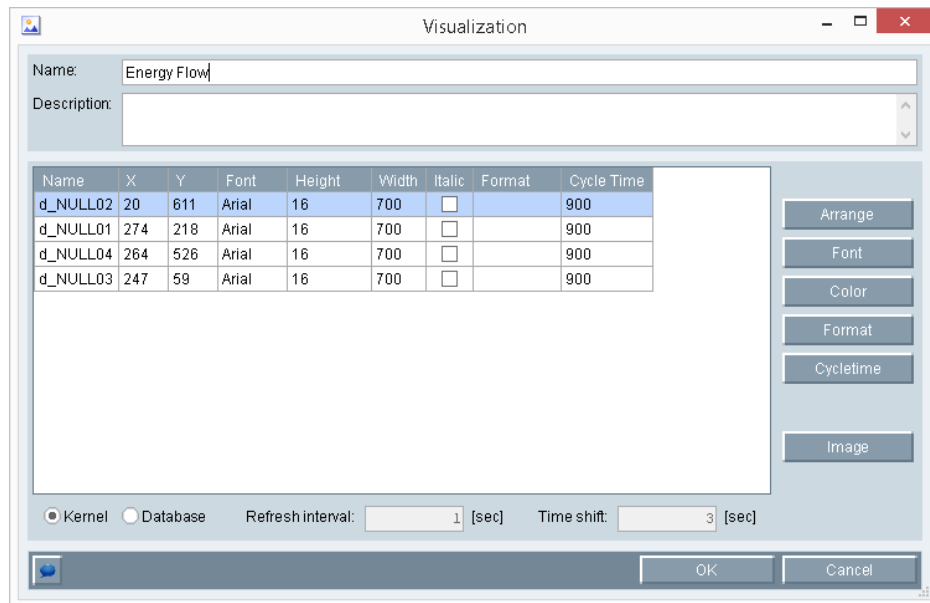 Visualization
Name: Energy Flow
Description:
Name X Y Font Height Width Italic Format Cycle Time
d_NULL02 20 611 Arial 16 700 900
d_NULL01 274 218 Arial 16 700 900
d_NULL04 264 526 Arial 16 700 900
d_NULL03 247 59 Arial 16 700 900
Arrange
Font
Color
Format
Cycletime
Image
Kernel Database Refresh interval: 1 [sec] Time shift: 3 [sec]
OK Cancel